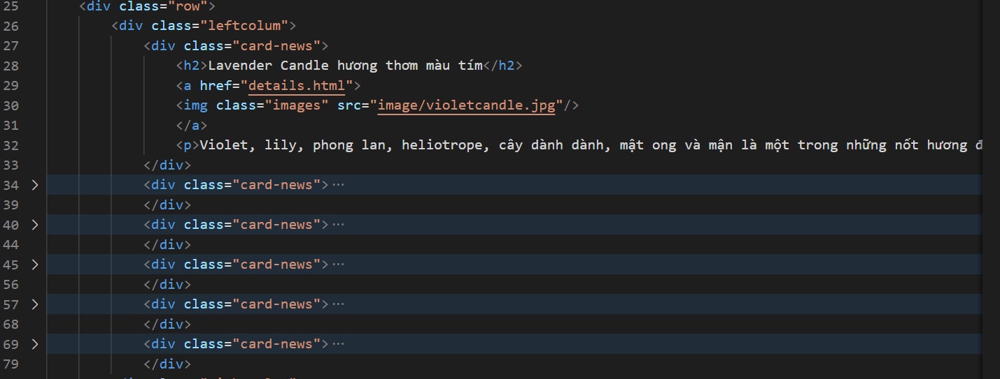 25 <div class="row">
26 <div class="leftcolum">
27 <div class="card-news">
28 <h2>Lavender Candle hương thơm màu tím</h2>
29 <a href="details.html">
30 <img class="images" src="image/violetcandle.jpg"/>
31 </a>
32 <p>Violet, lily, phong lan, heliotrope, cây dành dành, mật ong và mận là một trong những nốt hương đ
33 </div>
34 > <div class="card-news">···
39 </div>
40 > <div class="card-news">···
44 </div>
45 > <div class="card-news">···
56 </div>
57 > <div class="card-news">···
68 </div>
69 > <div class="card-news">···
79 </div>